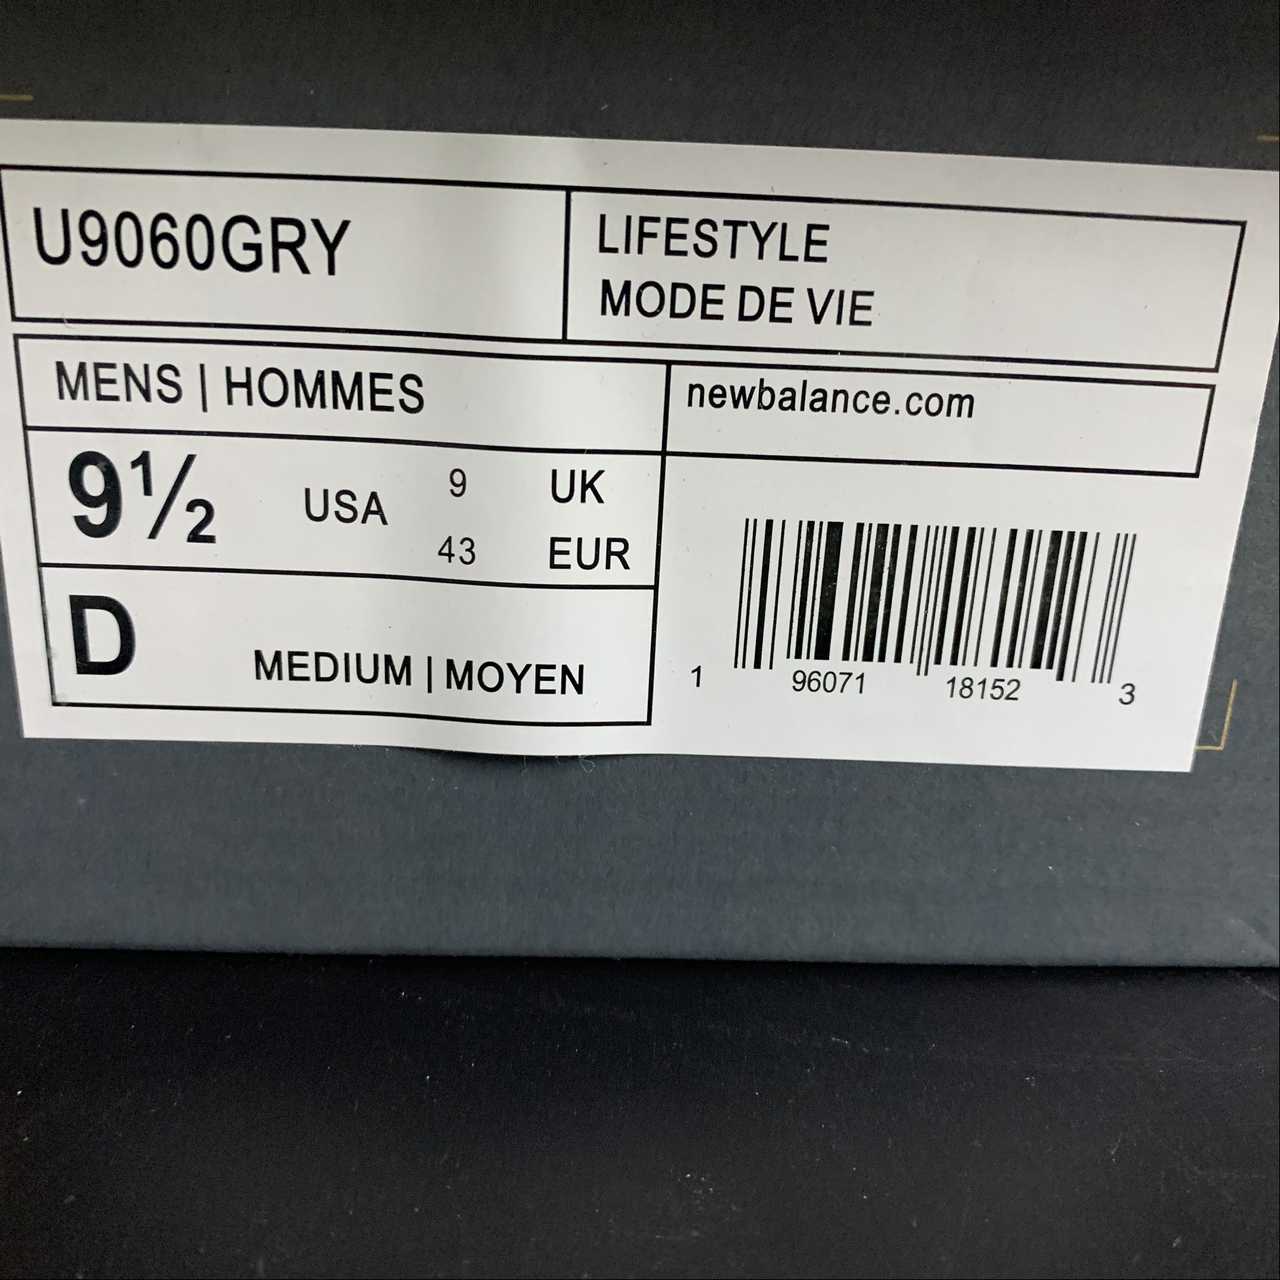 U9060GRY
LIFESTYLE
MODE DE VIE
MENS | HOMMES
newbalance.com
9½ USA 9 UK
43 EUR
D MEDIUM | MOYEN
1 96071 18152 3